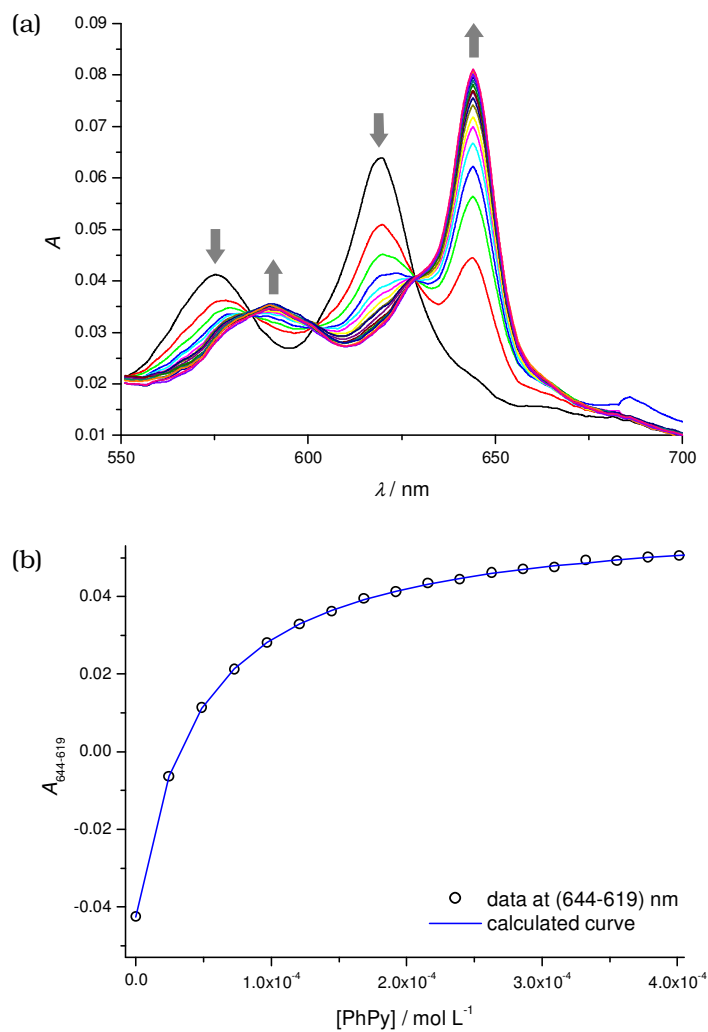 (a)
0.09
0.08
0.07
0.06
0.05
0.04
0.03
0.02
0.01
A
550
600
650
700
λ / nm
(b)
0.04
0.02
0.00
-0.02
-0.04
A644-619
data at (644-619) nm
calculated curve
0.0
1.0x10-4
2.0x10-4
3.0x10-4
4.0x10-4
[PhPy] / mol L-1